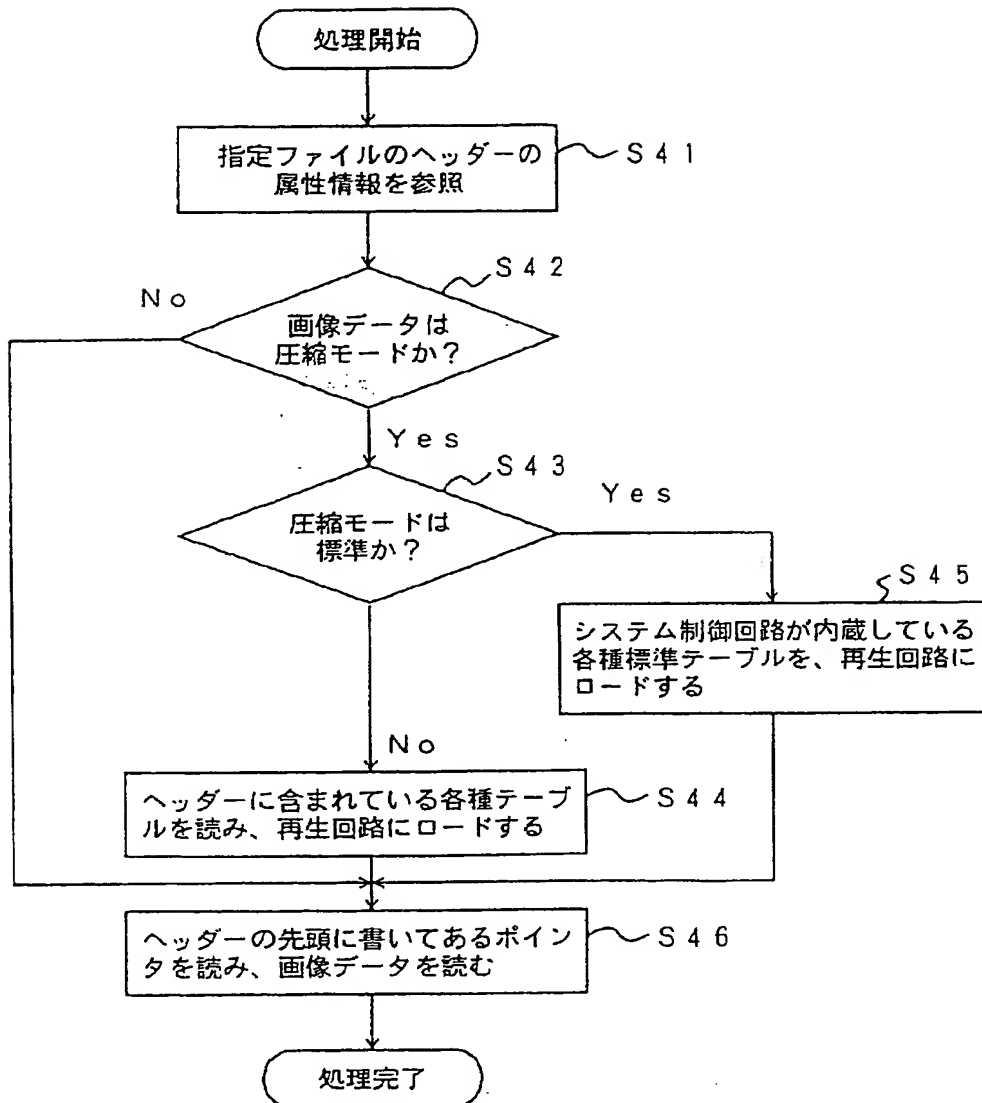 処理開始
指定ファイルのヘッダーの
属性情報を参照
S41
S42
No
画像データは
圧縮モードか？
Yes
S43
Yes
圧縮モードは
標準か？
S45
システム制御回路が内蔵している
各種標準テーブルを、再生回路に
ロードする
No
ヘッダーに含まれている各種テーブ
ルを読み、再生回路にロードする
S44
ヘッダーの先頭に書いてあるポイン
タを読み、画像データを読む
S46
処理完了